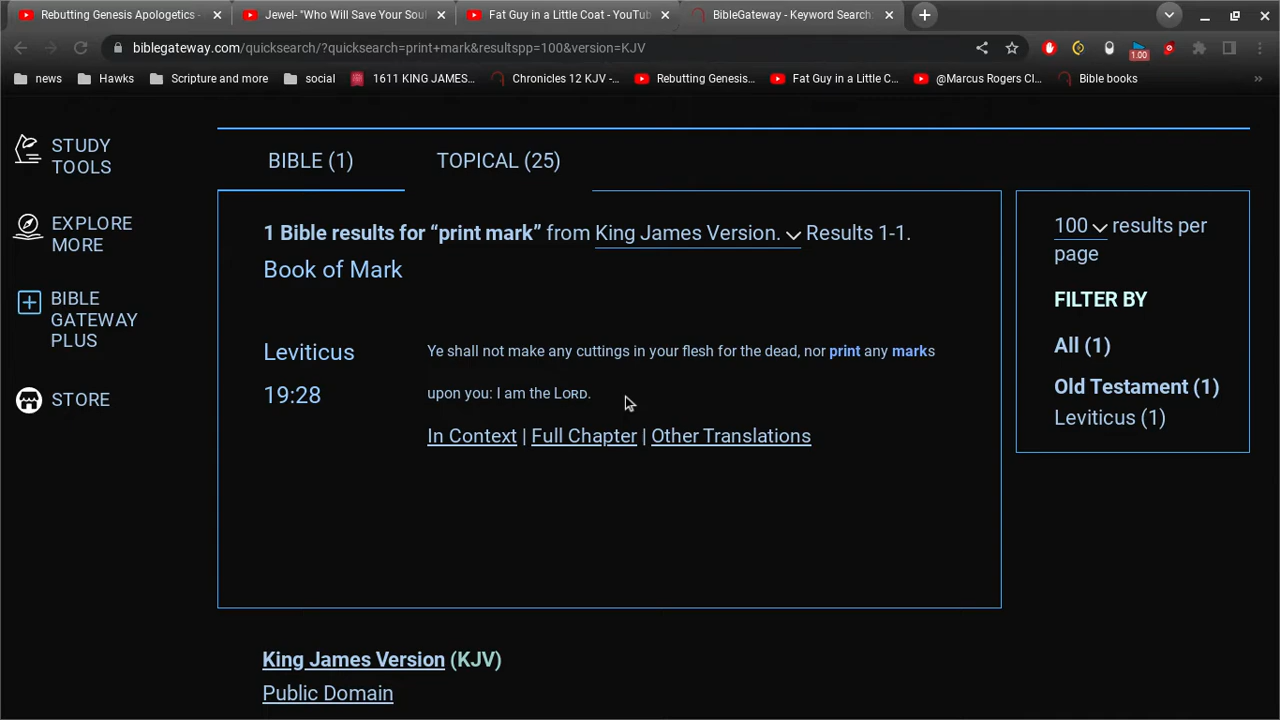 Rebutting Genesis Apologetics -
Jewel- "Who Will Save Your Soul
Fat Guy in a Little Coat - YouTub
BibleGateway - Keyword Search:
biblegateway.com/quicksearch/?quicksearch=print+mark&resultspp=100&version=KJV
1.00
news
Hawks
Scripture and more
social
1611 KING JAMES...
Chronicles 12 KJV -...
Rebutting Genesis...
Fat Guy in a Little C...
@Marcus Rogers Cl...
Bible books
»
STUDY
TOOLS
EXPLORE
MORE
BIBLE
GATEWAY
PLUS
STORE
BIBLE (1)
TOPICAL (25)
1 Bible results for “print mark” from King James Version. Results 1-1.
Book of Mark
Leviticus
19:28
Ye shall not make any cuttings in your flesh for the dead, nor print any marks
upon you: I am the LORD.
In Context | Full Chapter | Other Translations
100 results per
page
FILTER BY
All (1)
Old Testament (1)
Leviticus (1)
King James Version (KJV)
Public Domain